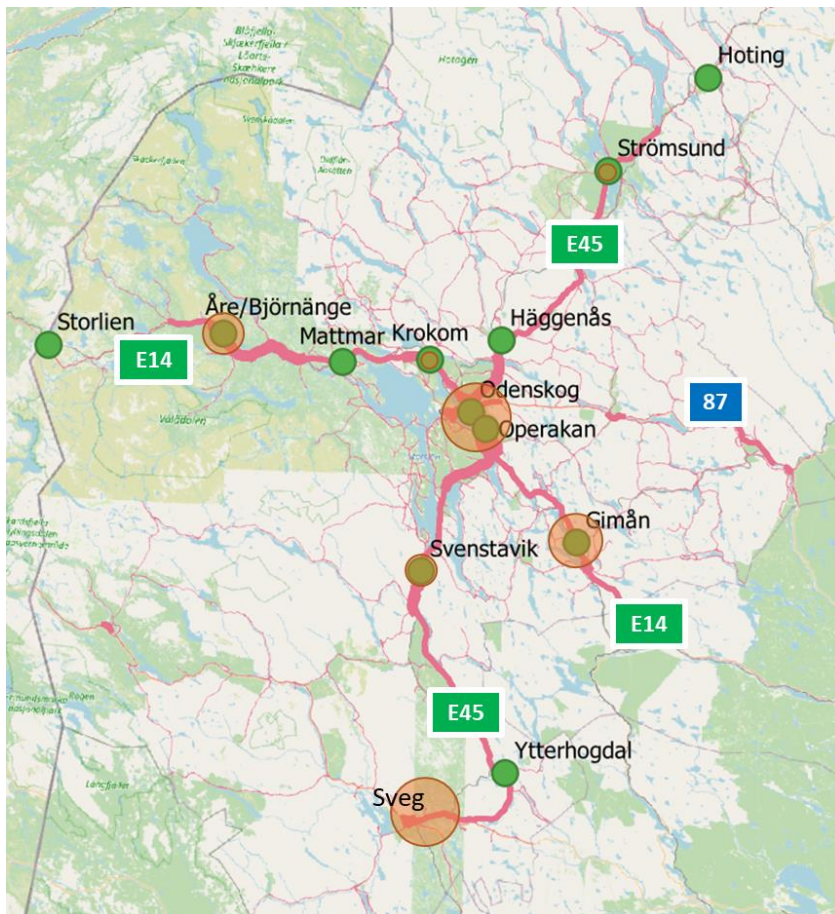 Hotagen
Hoting
Strömsund
E45
Åre/Björnänge
Storlien
Mattmar
Krokom
Häggenås
E14
87
Odenskog
Operakan
Gimån
Svenstavik
E14
E45
Ytterhogdal
Sveg